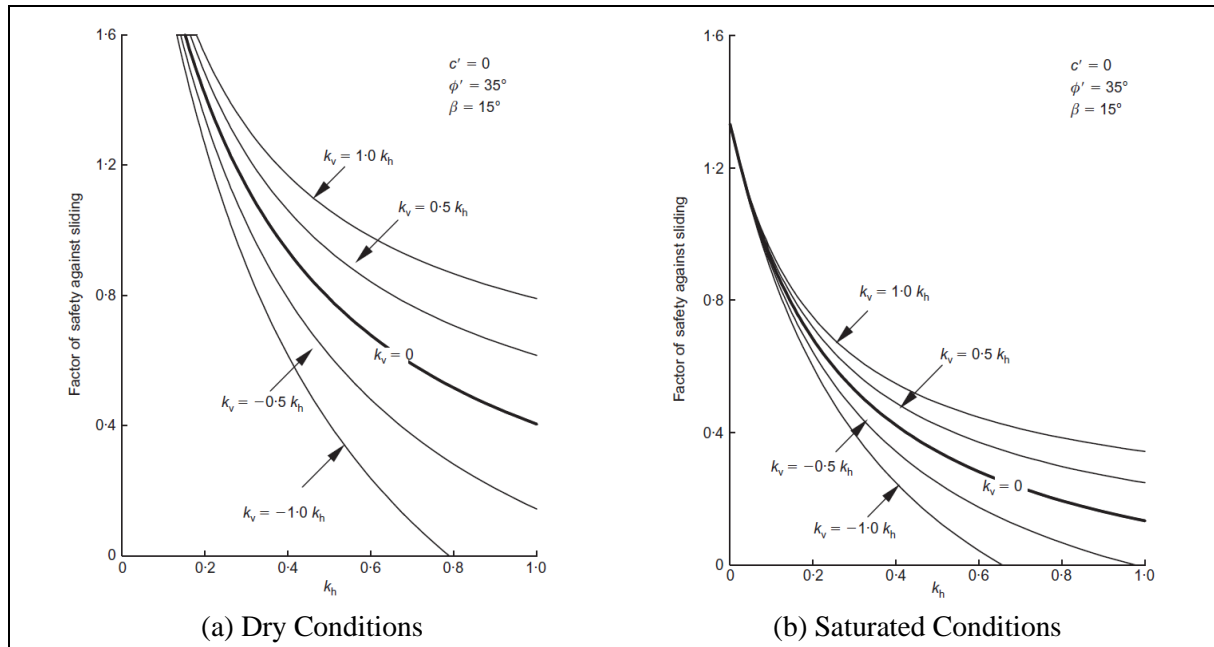 Factor of safety against sliding
1·6
1·2
0·8
0·4
0
0
0·2
0·4
0·6
0·8
1·0
k_h
c′ = 0
ϕ′ = 35°
β = 15°
k_v = 1·0 k_h
k_v = 0·5 k_h
k_v = 0
k_v = −0·5 k_h
k_v = −1·0 k_h
(a) Dry Conditions
Factor of safety against sliding
1·6
1·2
0·8
0·4
0
0
0·2
0·4
0·6
0·8
1·0
k_h
c′ = 0
ϕ′ = 35°
β = 15°
k_v = 1·0 k_h
k_v = 0·5 k_h
k_v = −0·5 k_h
k_v = 0
k_v = −1·0 k_h
(b) Saturated Conditions